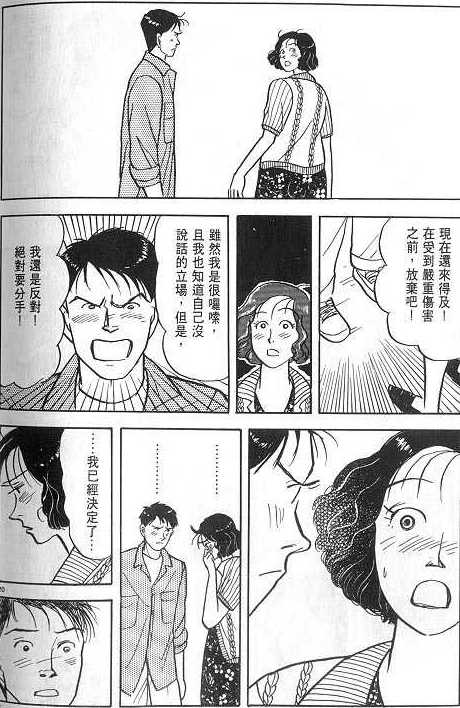 現在還來得及！
在受到嚴重傷害
之前，放棄吧！
雖然我是很囉嗦，
且我也知道自己沒
說話的立場，但是，
我還是反對！
絕對要分手！
………
………
……我已經決定了…